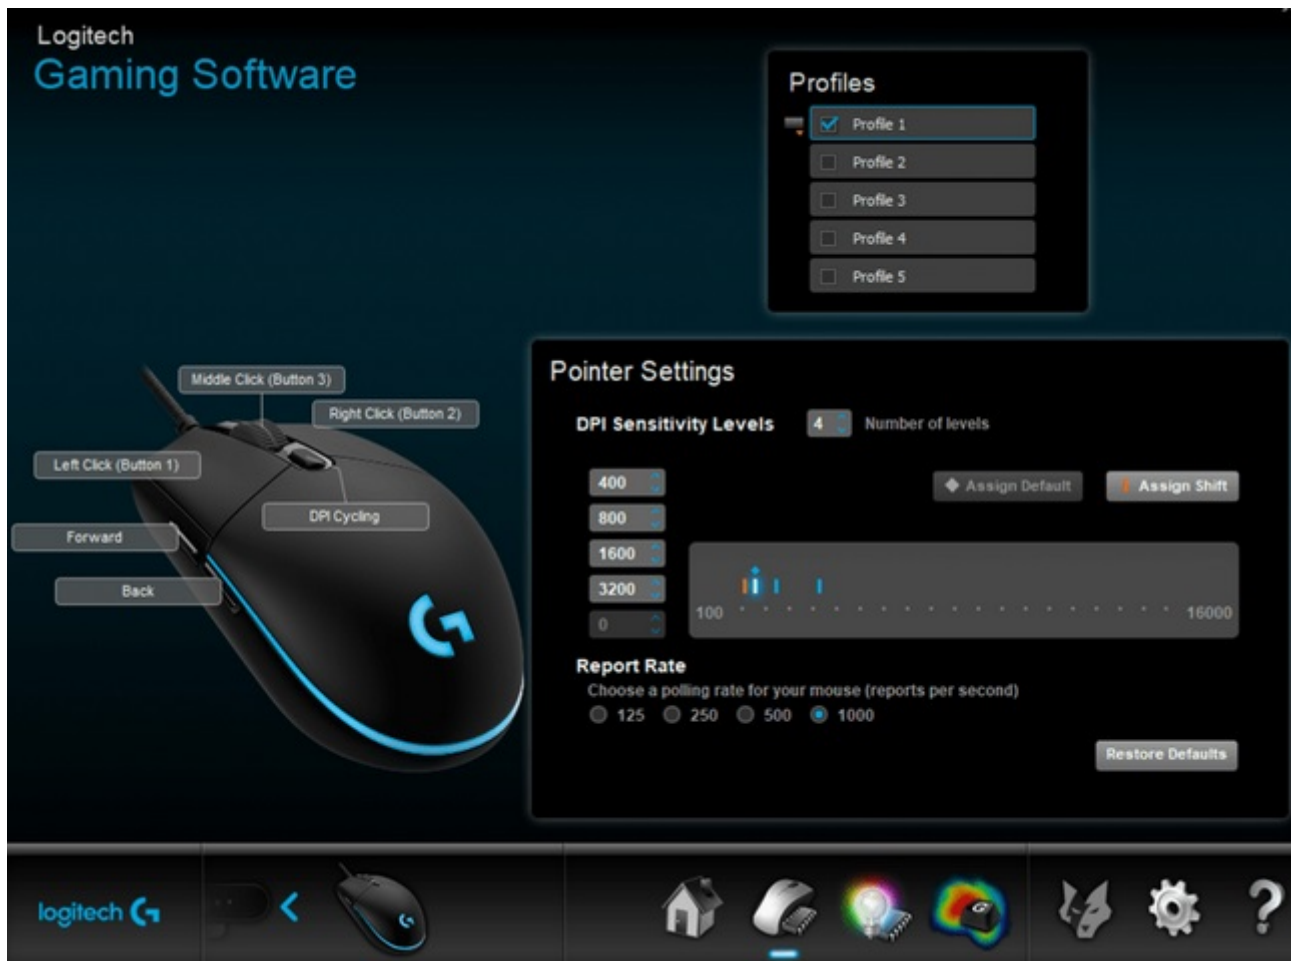 Logitech
Gaming Software
Profiles
Profile 1
Profile 2
Profile 3
Profile 4
Profile 5
Middle Click (Button 3)
Right Click (Button 2)
Left Click (Button 1)
DPI Cycling
Forward
Back
Pointer Settings
DPI Sensitivity Levels 4 Number of levels
400
Assign Default Assign Shift
800
1600
3200
0
100 16000
Report Rate
Choose a polling rate for your mouse (reports per second)
125 250 500 1000
Restore Defaults
logitech G
G
?